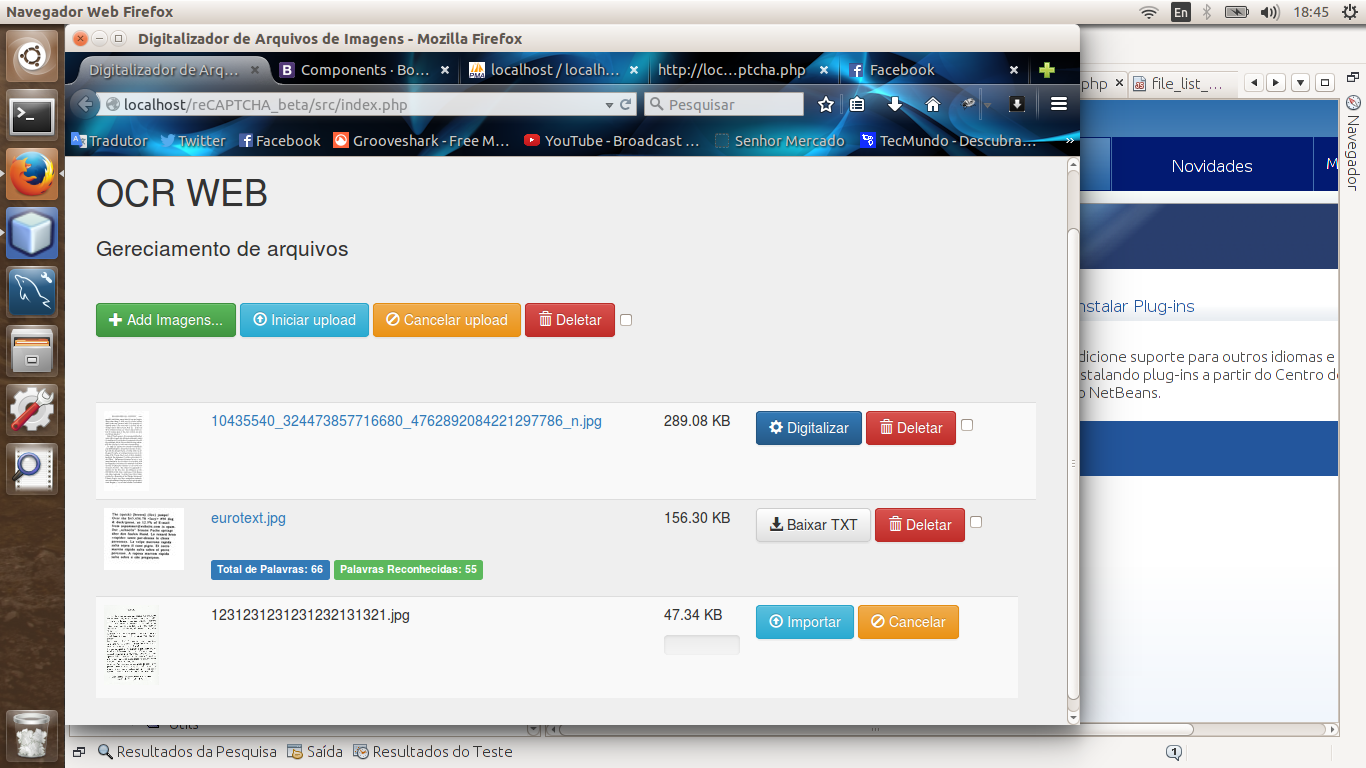 Navegador Web Firefox
En
18:45
Digitalizador de Arquivos de Imagens - Mozilla Firefox
Digitalizador de Arq...
B Components · Bo...
PMA localhost / localh...
http://loc...ptcha.php
Facebook
php
file_list_...
localhost/reCAPTCHA_beta/src/index.php
Pesquisar
Tradutor
Twitter
Facebook
Grooveshark - Free M...
YouTube - Broadcast ...
Senhor Mercado
TecMundo - Descubra...
»
Navegador
Novidades
M
OCR WEB
Gereciamento de arquivos
nstalar Plug-ins
Add Imagens...
Iniciar upload
Cancelar upload
Deletar
dicione suporte para outros idiomas e
stalando plug-ins a partir do Centro de
o NetBeans.
10435540_324473857716680_4762892084221297786_n.jpg
289.08 KB
Digitalizar
Deletar
eurotext.jpg
156.30 KB
Baixar TXT
Deletar
Total de Palavras: 66
Palavras Reconhecidas: 55
1231231231231232131321.jpg
47.34 KB
Importar
Cancelar
Utils
Resultados da Pesquisa
Saída
Resultados do Teste
1